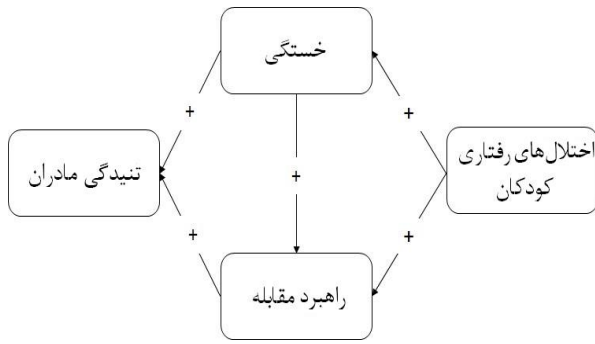 خستگی
+
+
اختلال‌های رفتاری
کودکان
تنیدگی مادران
+
+
+
راهبرد مقابله